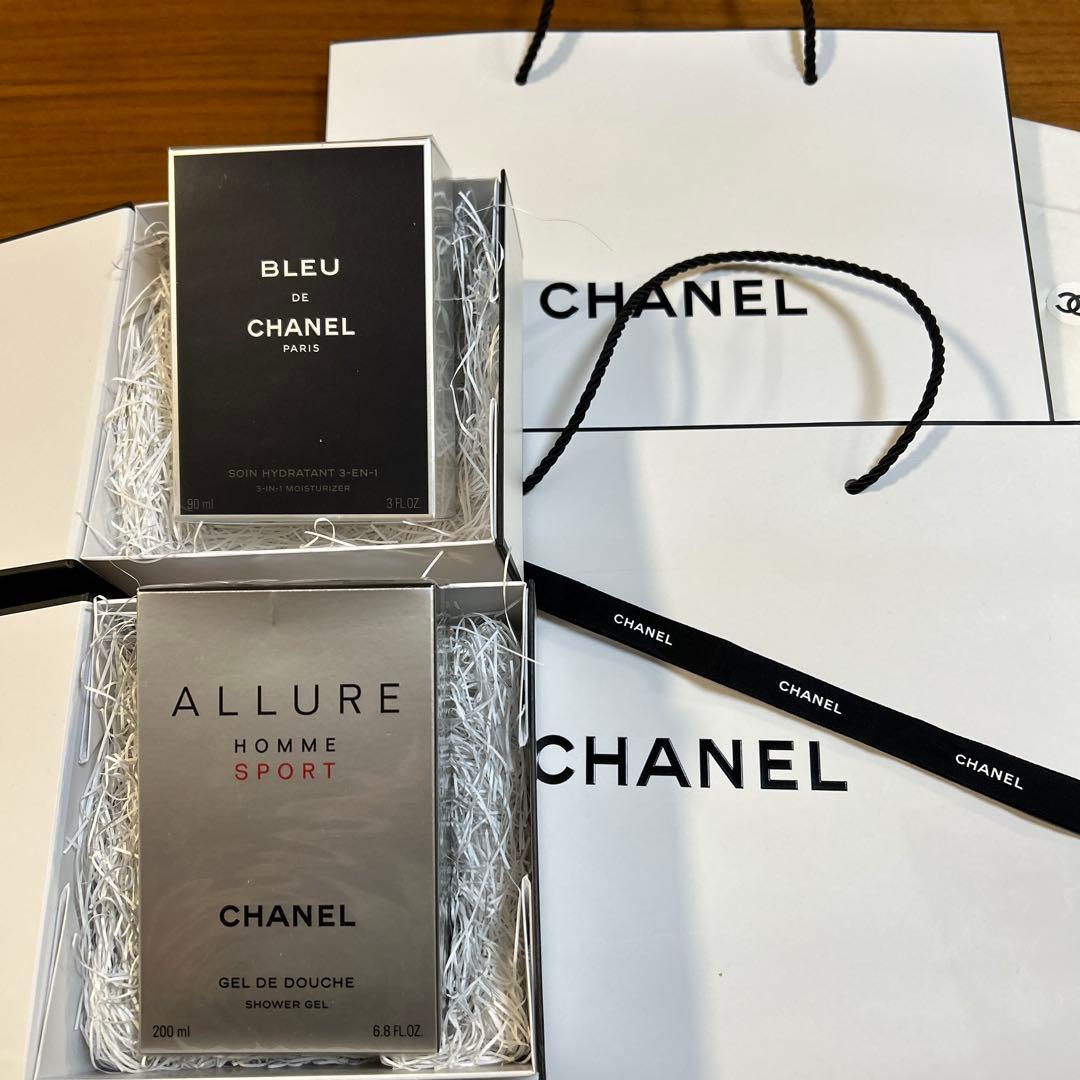 CHANEL
BLEU
DE
CHANEL
PARIS
SOIN HYDRATANT 3-EN-1
3-IN-1 MOISTURIZER
90 ml 3 FL.OZ.
CHANEL
CHANEL
CHANEL
CHANEL
ALLURE
HOMME
SPORT
CHANEL
GEL DE DOUCHE
SHOWER GEL
200 ml 6.8 FL.OZ.